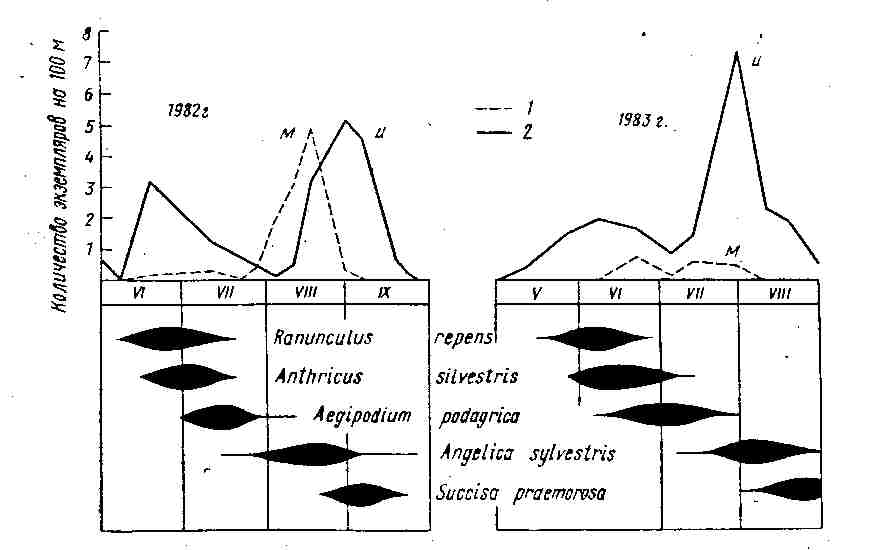 Количество экземпляров на 100 м
8
7
6
5
4
3
2
1
1982г
м
и
1
2
1983 г.
и
м
VI VII VIII IX
V VI VII VIII
Ranunculus repens
Anthricus silvestris
Aegipodium podagrica
Angelica sylvestris
Succisa praemorosa